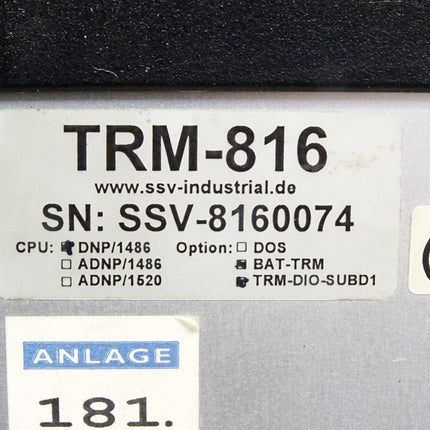 TRM-816
www.ssv-industrial.de
SN: SSV-8160074
CPU: ☒ DNP/1486 Option: ☐ DOS
☐ ADNP/1486 ☒ BAT-TRM
☐ ADNP/1520 ☒ TRM-DIO-SUBD1
ANLAGE
181.